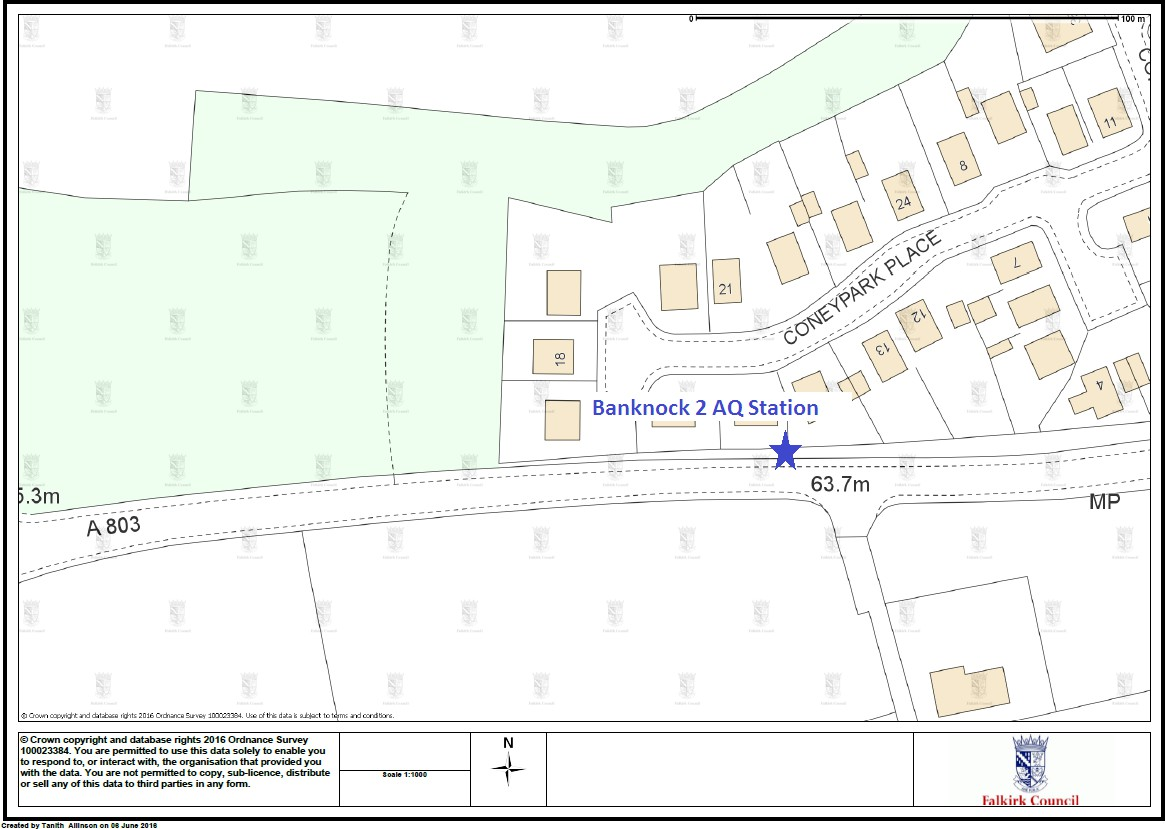 0 100 m
11
8
24
21
CONEYPARK PLACE
7
12
13
18
4
Banknock 2 AQ Station
63.7m
5.3m
MP
A 803
© Crown copyright and database rights 2016 Ordnance Survey 100023384. Use of this data is subject to terms and conditions.
© Crown copyright and database rights 2016 Ordnance Survey
100023384. You are permitted to use this data solely to enable you
to respond to, or interact with, the organisation that provided you
with the data. You are not permitted to copy, sub-licence, distribute
or sell any of this data to third parties in any form.
Scale 1:1000
N
Falkirk Council
Created by Tanith Allinson on 06 June 2016